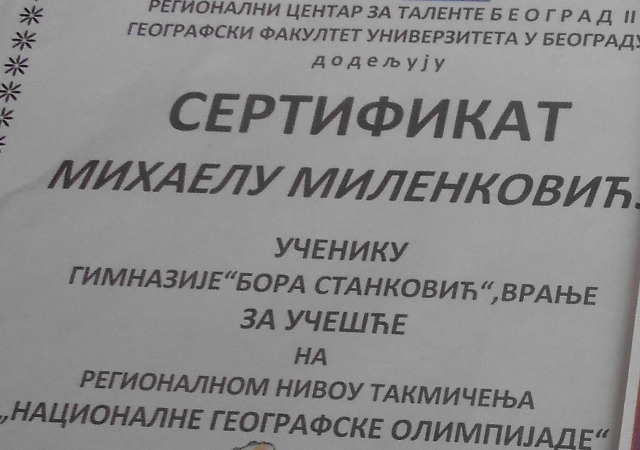 РЕГИОНАЛНИ ЦЕНТАР ЗА ТАЛЕНТЕ Б Е О Г Р А Д II
ГЕОГРАФСКИ ФАКУЛТЕТ УНИВЕРЗИТЕТА У БЕОГРАДУ
д о д е љ у ј у
СЕРТИФИКАТ
МИХАЕЛУ МИЛЕНКОВИЋ
УЧЕНИКУ
ГИМНАЗИЈЕ“БОРА СТАНКОВИЋ“,ВРАЊЕ
ЗА УЧЕШЋЕ
НА
РЕГИОНАЛНОМ НИВОУ ТАКМИЧЕЊА
„НАЦИОНАЛНЕ ГЕОГРАФСКЕ ОЛИМПИЈАДЕ“